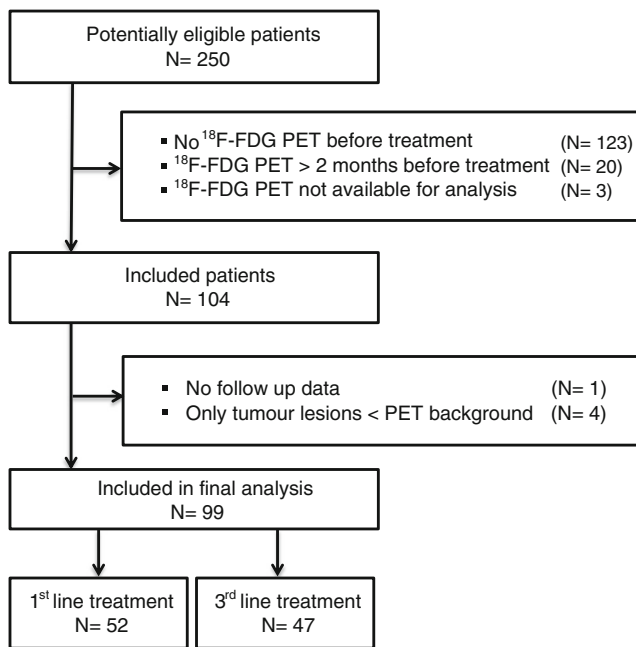 Potentially eligible patients
N= 250
▪ No ¹⁸F-FDG PET before treatment (N= 123)
▪ ¹⁸F-FDG PET > 2 months before treatment (N= 20)
▪ ¹⁸F-FDG PET not available for analysis (N= 3)
Included patients
N= 104
▪ No follow up data (N= 1)
▪ Only tumour lesions < PET background (N= 4)
Included in final analysis
N= 99
1ˢᵗ line treatment
N= 52
3ʳᵈ line treatment
N= 47